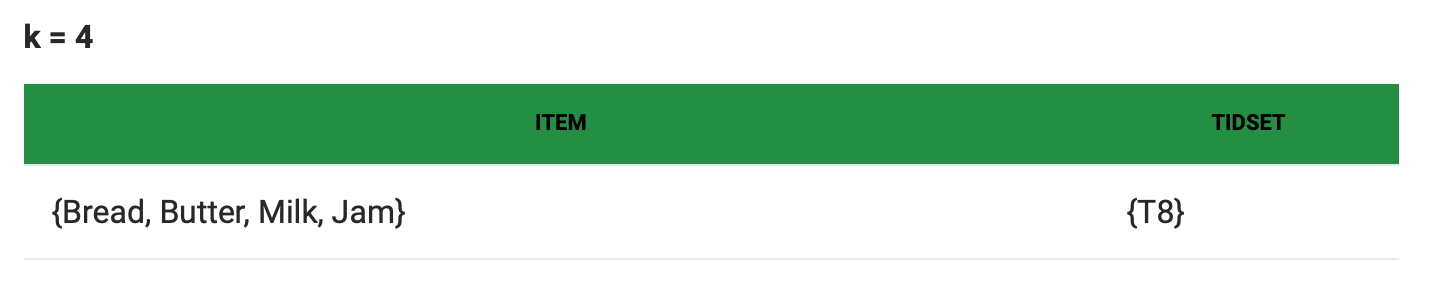 k = 4
ITEM TIDSET
{Bread, Butter, Milk, Jam} {T8}